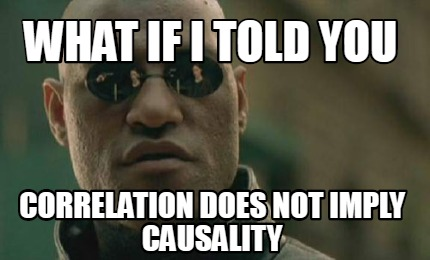 WHAT IF I TOLD YOU
CORRELATION DOES NOT IMPLY
CAUSALITY